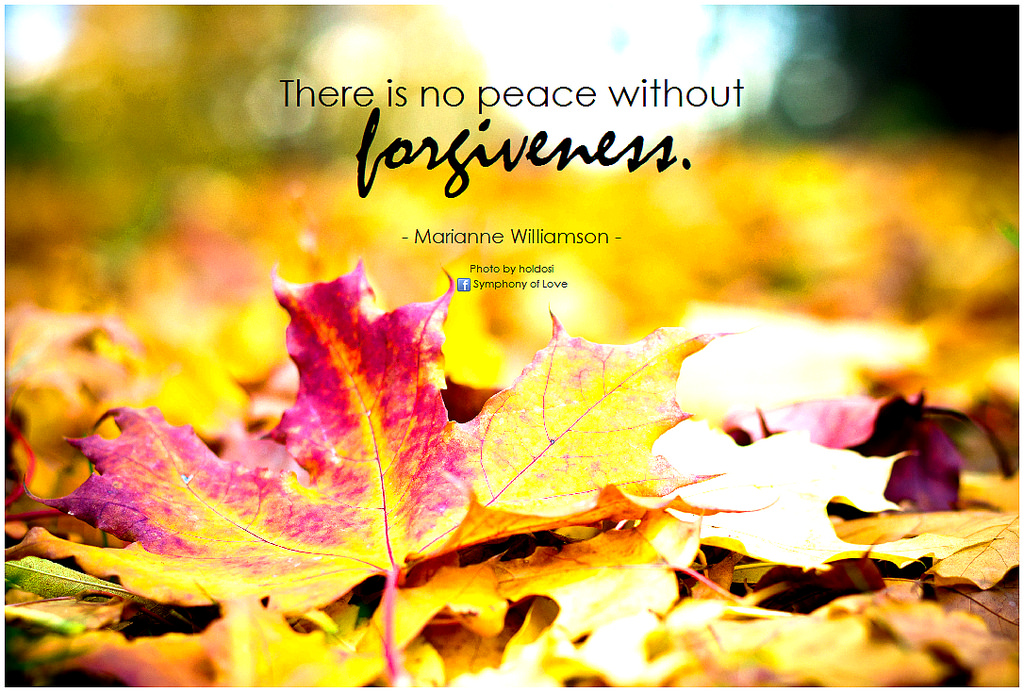 There is no peace without
forgiveness.
- Marianne Williamson -
Photo by holdosi
Symphony of Love